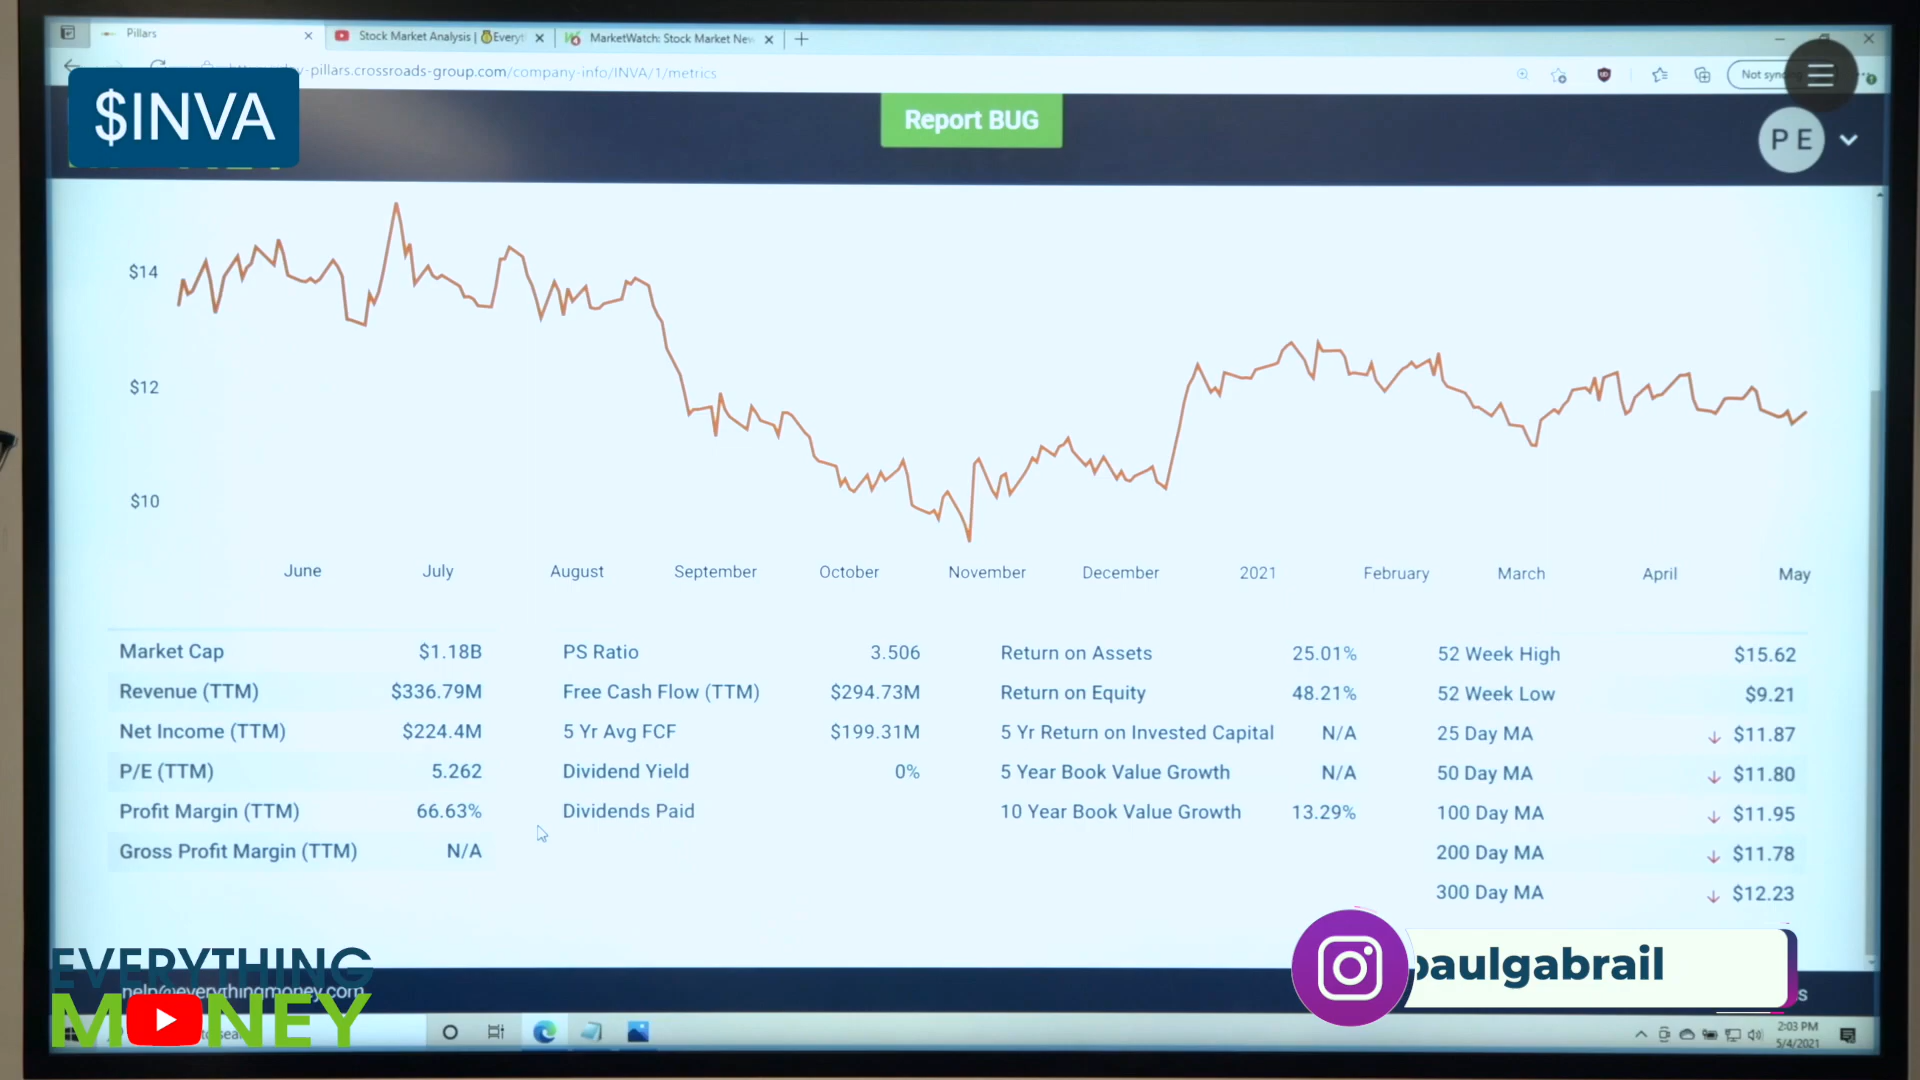 Pillars
Stock Market Analysis | Everyt
MarketWatch: Stock Market New
-pillars.crossroads-group.com/company-info/INVA/1/metrics
Not sync
$INVA
Report BUG
P E
$14
$12
$10
June July August September October November December 2021 February March April May
Market Cap $1.18B
Revenue (TTM) $336.79M
Net Income (TTM) $224.4M
P/E (TTM) 5.262
Profit Margin (TTM) 66.63%
Gross Profit Margin (TTM) N/A
PS Ratio 3.506
Free Cash Flow (TTM) $294.73M
5 Yr Avg FCF $199.31M
Dividend Yield 0%
Dividends Paid
Return on Assets 25.01%
Return on Equity 48.21%
5 Yr Return on Invested Capital N/A
5 Year Book Value Growth N/A
10 Year Book Value Growth 13.29%
52 Week High $15.62
52 Week Low $9.21
25 Day MA ↓ $11.87
50 Day MA ↓ $11.80
100 Day MA ↓ $11.95
200 Day MA ↓ $11.78
300 Day MA ↓ $12.23
EVERYTHING
MONEY
help@everythingmoney.com
paulgabrail
2:03 PM
5/4/2021